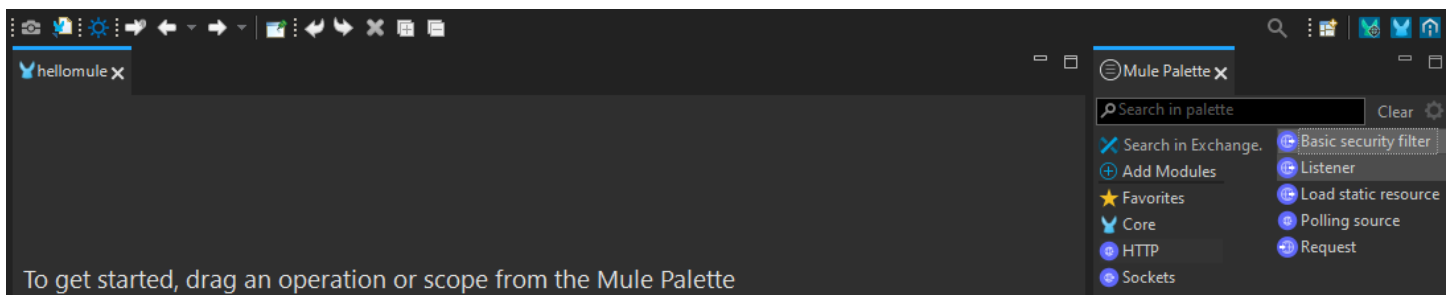 hellomule
To get started, drag an operation or scope from the Mule Palette
Mule Palette
Search in palette
Clear
Search in Exchange.
Add Modules
Favorites
Core
HTTP
Sockets
Basic security filter
Listener
Load static resource
Polling source
Request